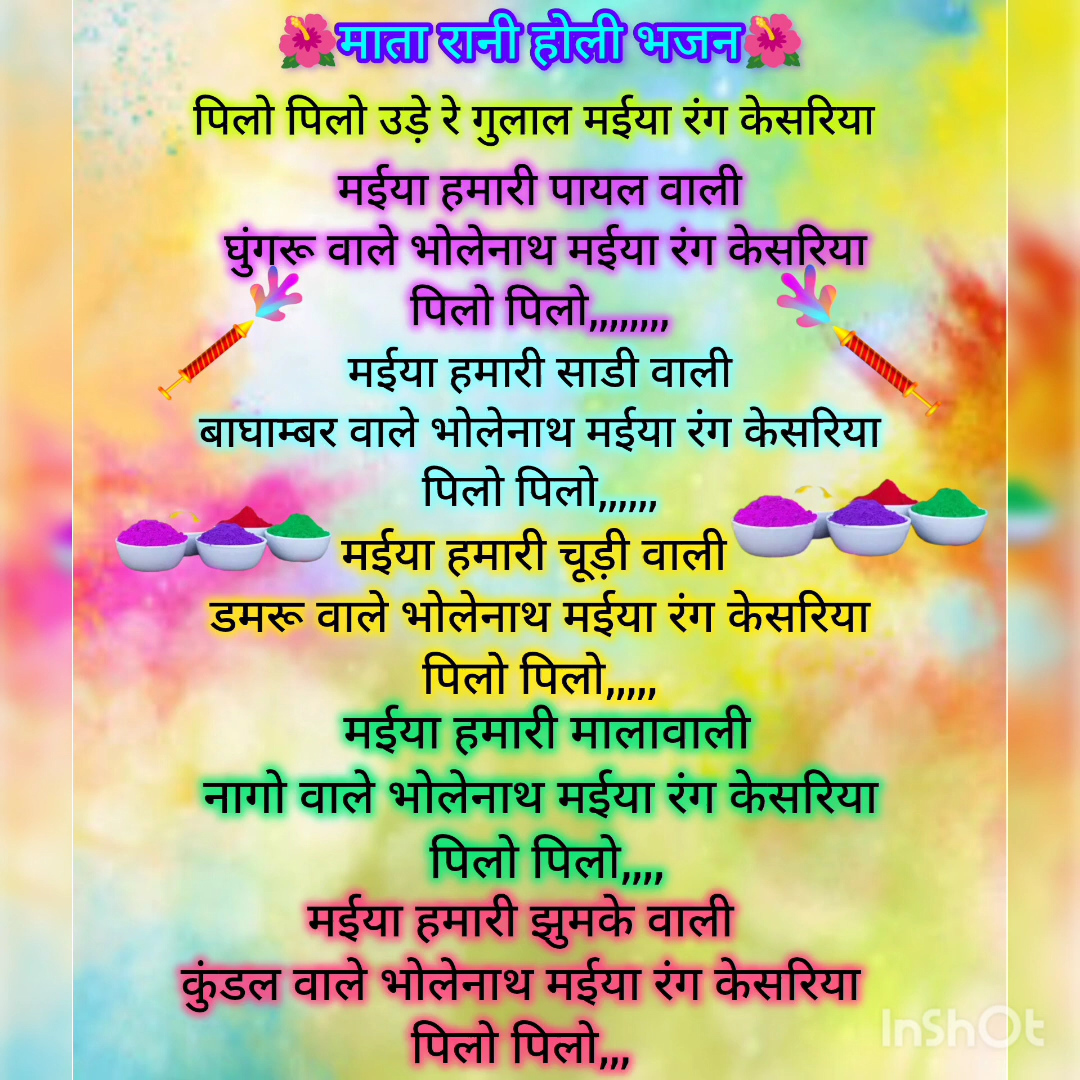 🌺माता रानी होली भजन🌺
पिलो पिलो उड़े रे गुलाल मईया रंग केसरिया
मईया हमारी पायल वाली
घुंगरू वाले भोलेनाथ मईया रंग केसरिया
पिलो पिलो,,,,,,,,,
मईया हमारी साडी वाली
बाघाम्बर वाले भोलेनाथ मईया रंग केसरिया
पिलो पिलो,,,,,,
मईया हमारी चूड़ी वाली
डमरू वाले भोलेनाथ मईया रंग केसरिया
पिलो पिलो,,,,,
मईया हमारी मालावाली
नागो वाले भोलेनाथ मईया रंग केसरिया
पिलो पिलो,,,,
मईया हमारी झुमके वाली
कुंडल वाले भोलेनाथ मईया रंग केसरिया
पिलो पिलो,,,
InShOt